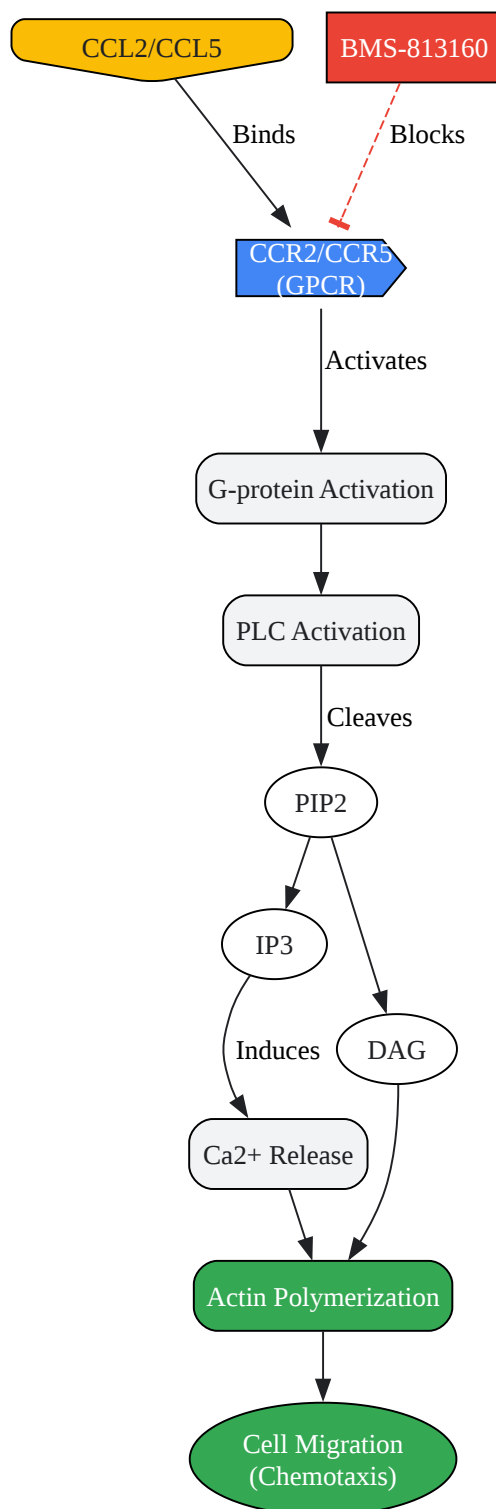 CCL2/CCL5
BMS-813160
Binds
Blocks
CCR2/CCR5
(GPCR)
Activates
G-protein Activation
PLC Activation
Cleaves
PIP2
IP3
Induces
DAG
Ca2+ Release
Actin Polymerization
Cell Migration
(Chemotaxis)